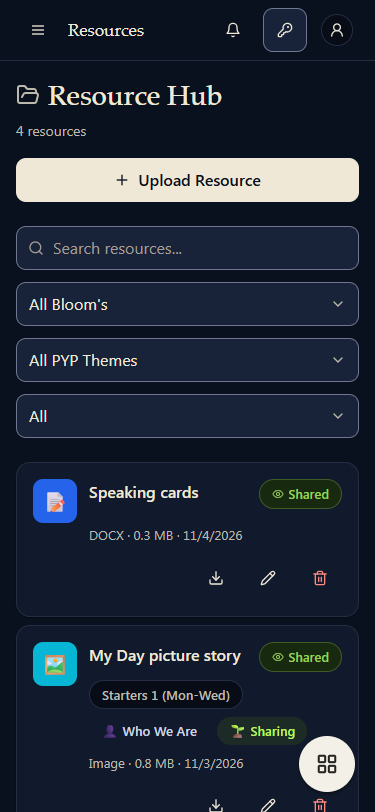 Resources
Resource Hub
4 resources
Upload Resource
Search resources...
All Bloom's
All PYP Themes
All
Speaking cards
Shared
DOCX · 0.3 MB · 11/4/2026
My Day picture story
Shared
Starters 1 (Mon-Wed)
Who We Are
Sharing
Image · 0.8 MB · 11/3/2026